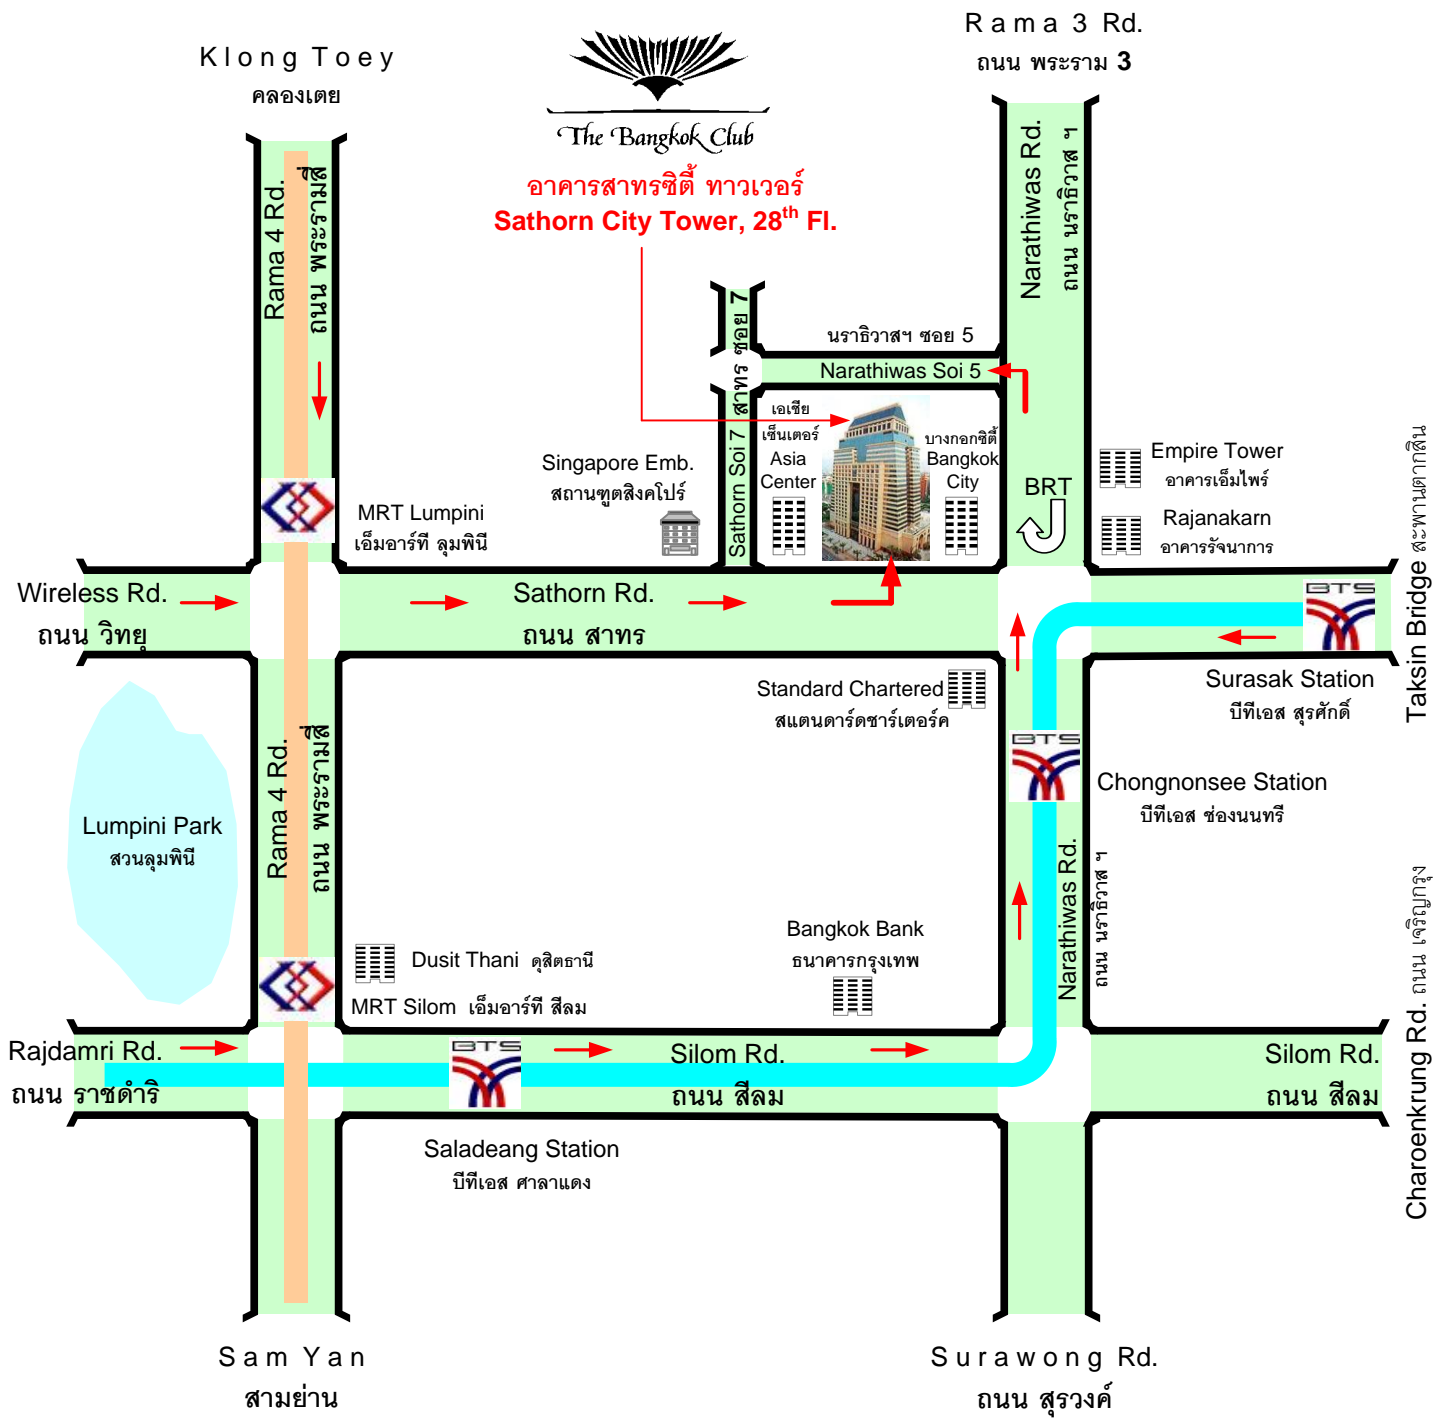 Klong Toey
คลองเตย
The Bangkok Club
อาคารสาทรซิตี้ ทาวเวอร์
Sathorn City Tower, 28th Fl.
Rama 3 Rd.
ถนน พระราม 3
Rama 4 Rd.
ถนน พระรามสี่
Narathiwas Rd.
ถนน นราธิวาส ฯ
สาทร ซอย 7
Sathorn Soi 7
นราธิวาสฯ ซอย 5
Narathiwas Soi 5
เอเชีย
เซ็นเตอร์
Asia
Center
บางกอกซิตี้
Bangkok
City
Singapore Emb.
สถานฑูตสิงคโปร์
BRT
Empire Tower
อาคารเอ็มไพร์
Rajanakarn
อาคารรัจนาการ
MRT Lumpini
เอ็มอาร์ที ลุมพินี
Wireless Rd.
ถนน วิทยุ
Sathorn Rd.
ถนน สาทร
BTS
Surasak Station
บีทีเอส สุรศักดิ์
Taksin Bridge สะพานตากสิน
Standard Chartered
สแตนดาร์ดชาร์เตอร์ค
BTS
Chongnonsee Station
บีทีเอส ช่องนนทรี
Rama 4 Rd.
ถนน พระรามสี่
Lumpini Park
สวนลุมพินี
Narathiwas Rd.
ถนน นราธิวาส ฯ
Dusit Thani ดุสิตธานี
MRT Silom เอ็มอาร์ที สีลม
Bangkok Bank
ธนาคารกรุงเทพ
Rajdamri Rd.
ถนน ราชดำริ
BTS
Silom Rd.
ถนน สีลม
Silom Rd.
ถนน สีลม
Charoenkrung Rd. ถนน เจริญกรุง
Saladeang Station
บีทีเอส ศาลาแดง
Sam Yan
สามย่าน
Surawong Rd.
ถนน สุรวงค์